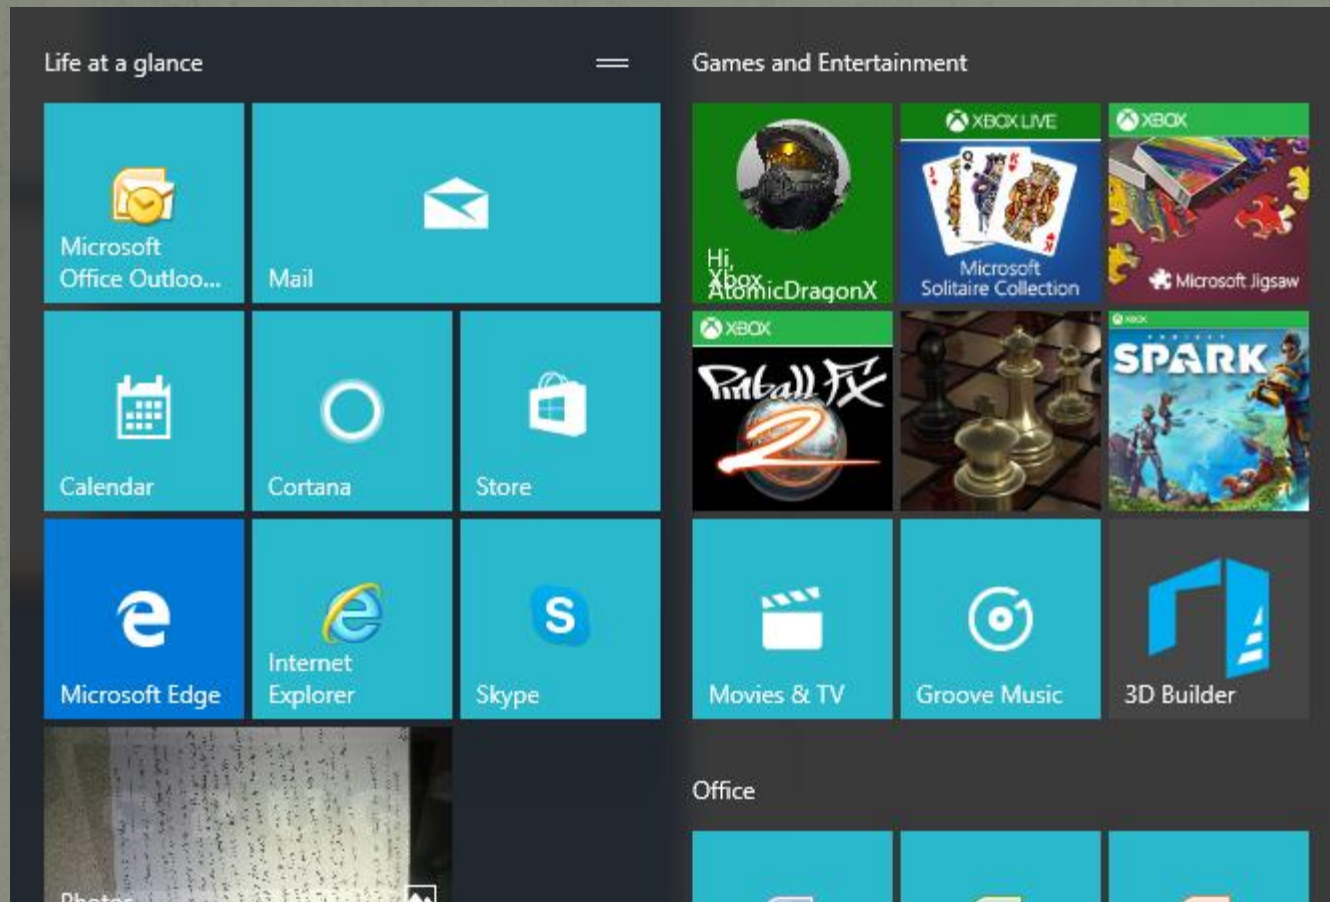 Life at a glance
Microsoft
Office Outloo...
Mail
Calendar
Cortana
Store
Microsoft Edge
Internet
Explorer
S
Skype
Photos
Games and Entertainment
Hi,
Xbox
AtomicDragonX
XBOX LIVE
J
Q
K
K
Microsoft
Solitaire Collection
XBOX
Microsoft Jigsaw
XBOX
Pinball FX
2
XBOX
PROJECT
SPARK
Movies & TV
Groove Music
3D Builder
Office